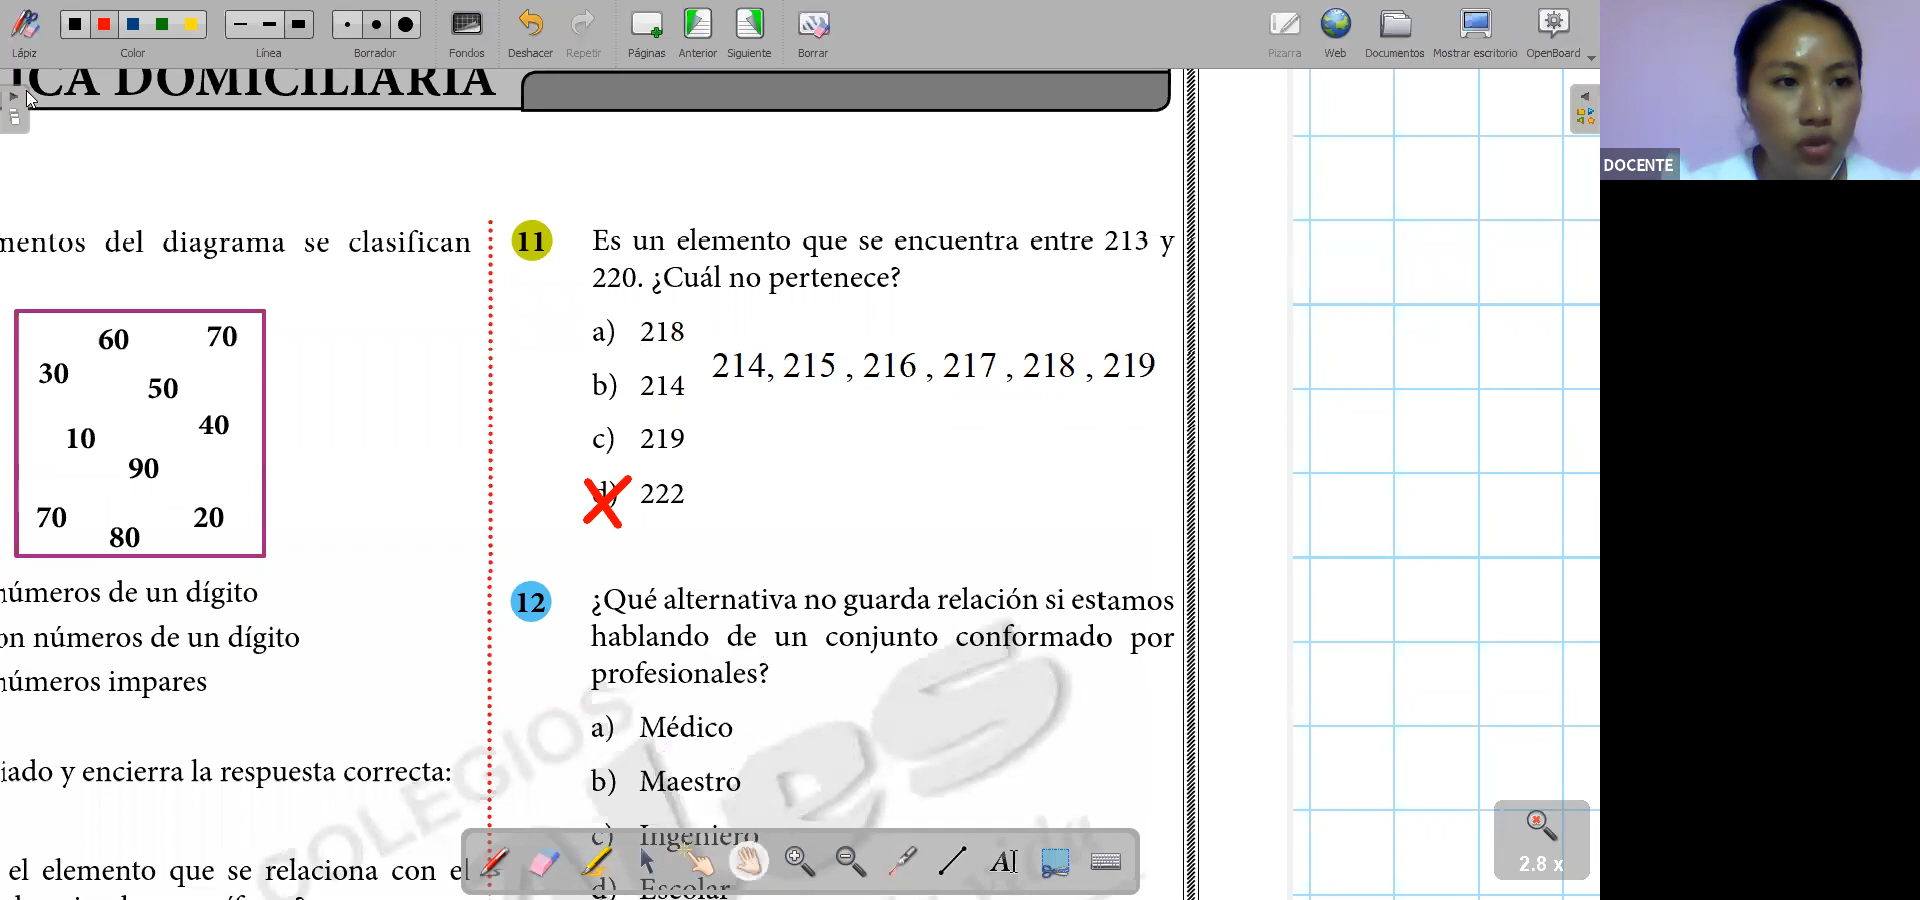 Lápiz
Color
Línea
Borrador
Fondos
Deshacer
Repetir
Páginas
Anterior
Siguiente
Borrar
Pizarra
Web
Documentos
Mostrar escritorio
OpenBoard
ICA DOMICILIARIA
DOCENTE
mentos del diagrama se clasifican
60 70
30
50
40
10
90
70 20
80
números de un dígito
on números de un dígito
números impares
iado y encierra la respuesta correcta:
el elemento que se relaciona con el
11 Es un elemento que se encuentra entre 213 y
220. ¿Cuál no pertenece?
a) 218
214, 215 , 216 , 217 , 218 , 219
b) 214
c) 219
d) 222
12 ¿Qué alternativa no guarda relación si estamos
hablando de un conjunto conformado por
profesionales?
a) Médico
b) Maestro
c) Ingeniero
d) Escolar
COLEGIOS
2.8 x